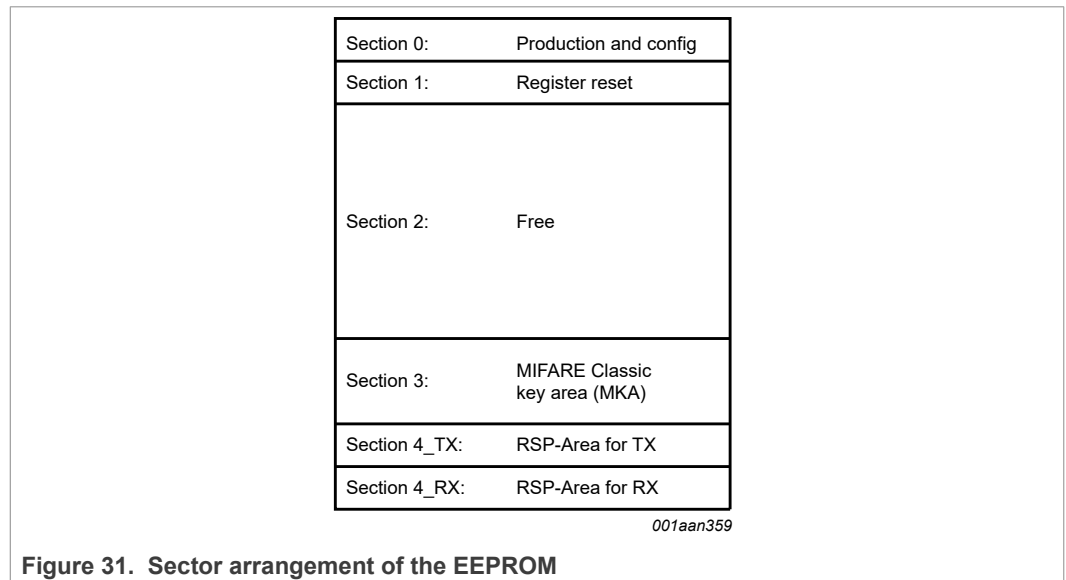 Section 0: Production and config
Section 1: Register reset
Section 2: Free
Section 3: MIFARE Classic
key area (MKA)
Section 4_TX: RSP-Area for TX
Section 4_RX: RSP-Area for RX
001aan359
Figure 31. Sector arrangement of the EEPROM